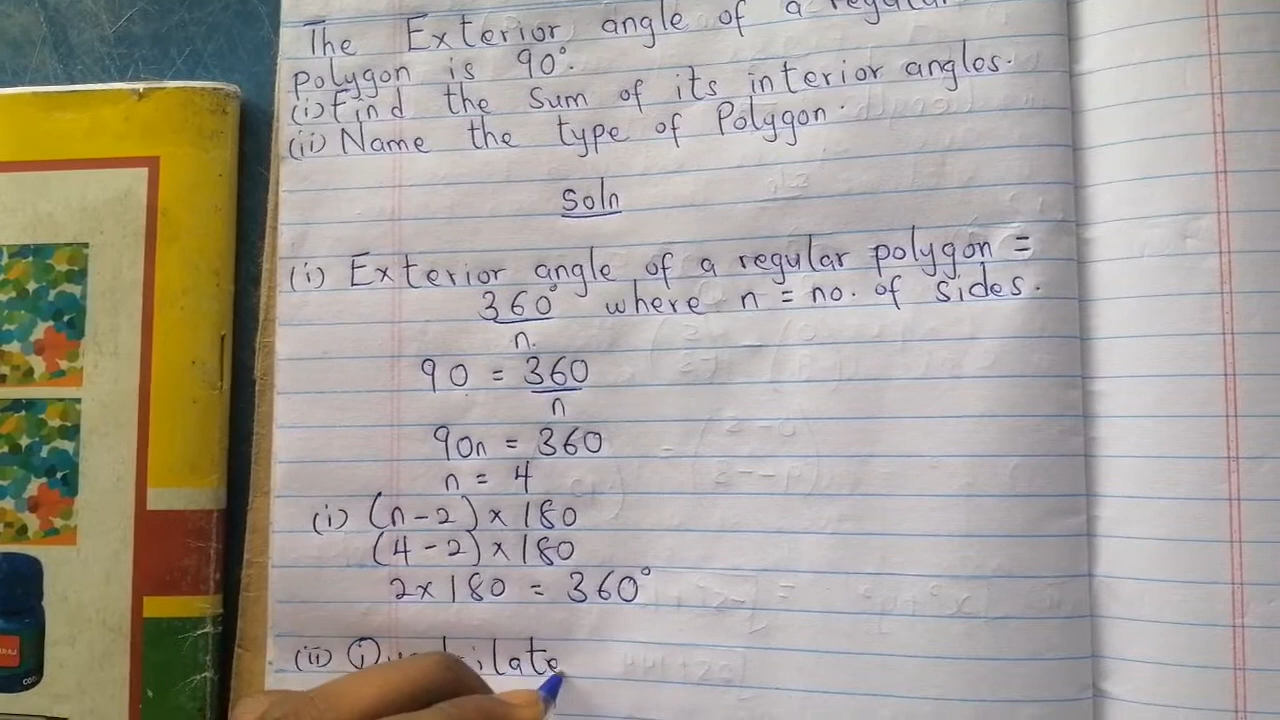 The Exterior angle of a regular
polygon is 90°.
(i) Find the sum of its interior angles.
(ii) Name the type of Polygon.
Soln
(i) Exterior angle of a regular polygon =
360° where n = no. of sides.
n.
90 = 360
n
90n = 360
n = 4
(i) (n-2) × 180
(4-2) × 180
2 × 180 = 360°
(ii)